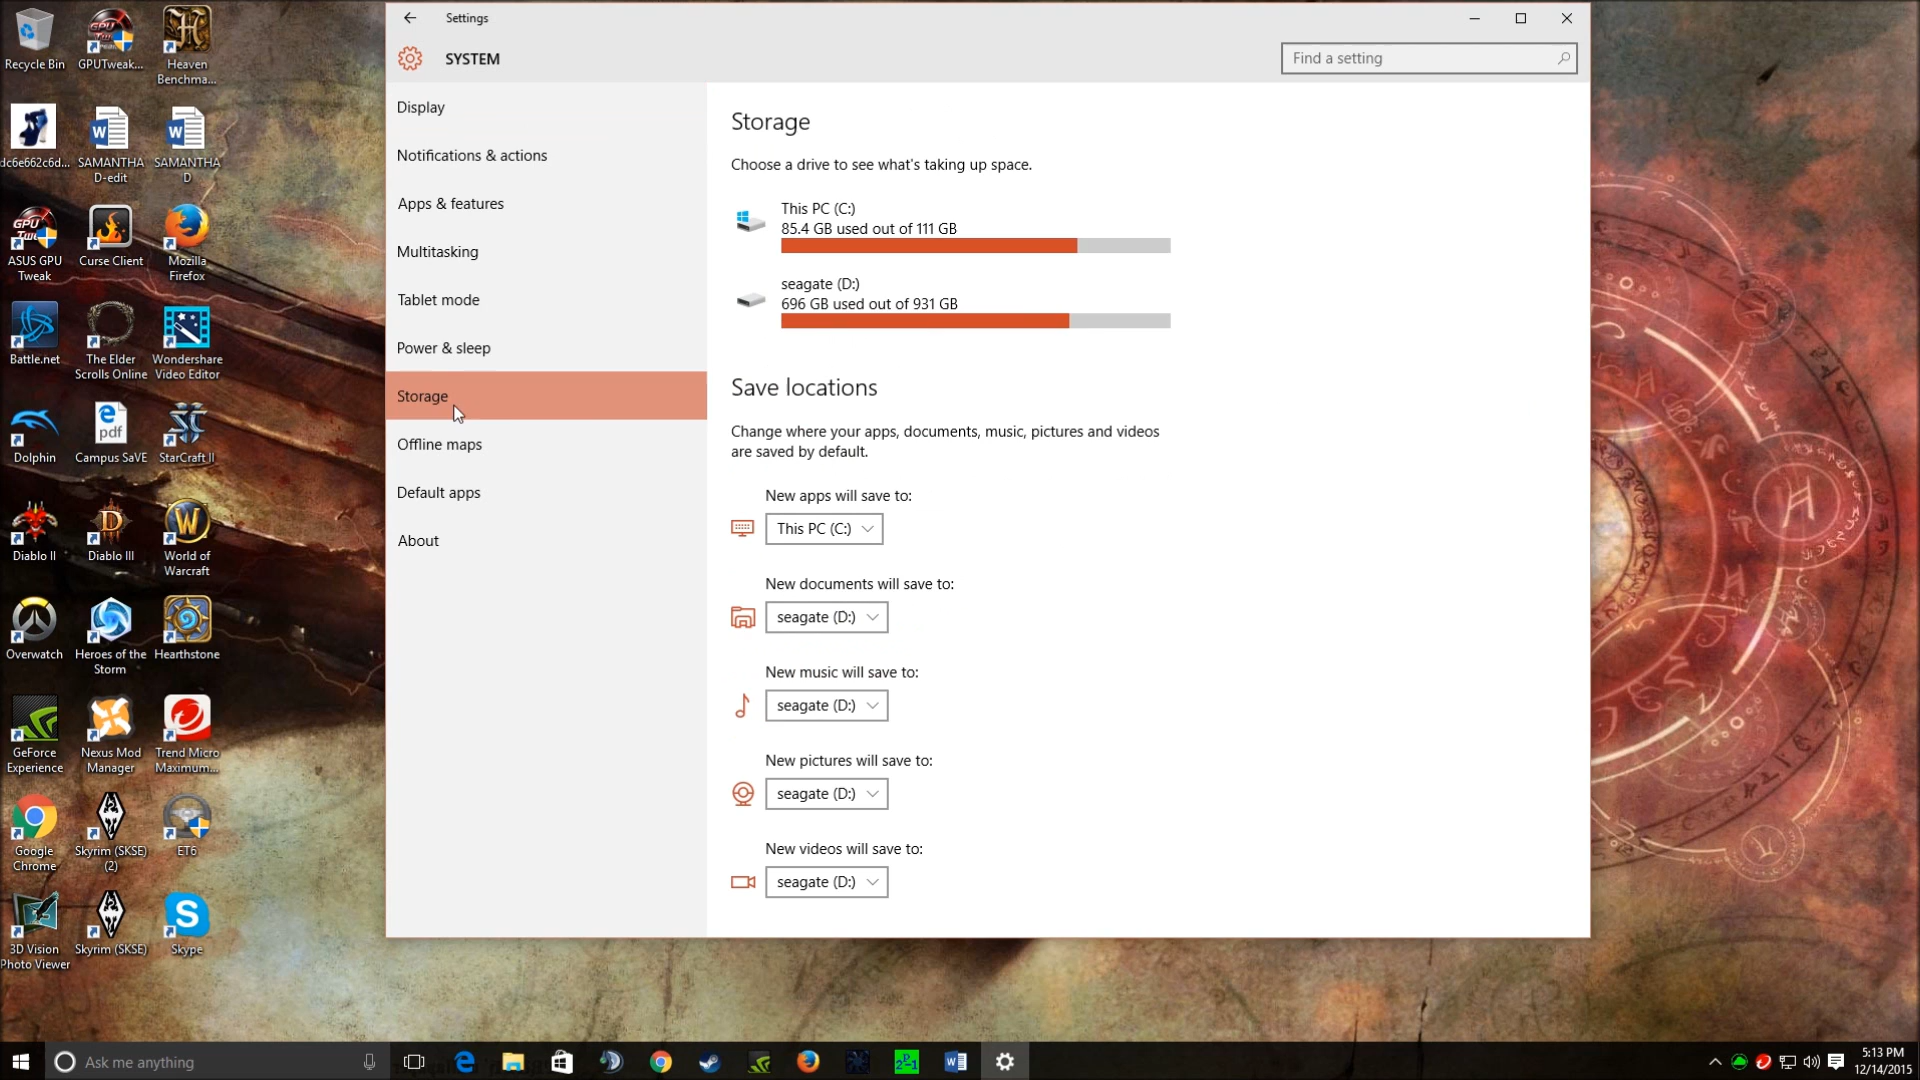 Recycle Bin
GPUTweak...
Heaven
Benchma...
dc6e662c6d...
SAMANTHA
D-edit
SAMANTHA
D
ASUS GPU
Tweak
Curse Client
Mozilla
Firefox
Battle.net
The Elder
Scrolls Online
Wondershare
Video Editor
Dolphin
Campus SaVE
StarCraft II
Diablo II
Diablo III
World of
Warcraft
Overwatch
Heroes of the
Storm
Hearthstone
GeForce
Experience
Nexus Mod
Manager
Trend Micro
Maximum...
Google
Chrome
Skyrim (SKSE)
(2)
ET6
3D Vision
Photo Viewer
Skyrim (SKSE)
Skype
Settings
SYSTEM
Find a setting
Display
Notifications & actions
Apps & features
Multitasking
Tablet mode
Power & sleep
Storage
Offline maps
Default apps
About
Storage
Choose a drive to see what's taking up space.
This PC (C:)
85.4 GB used out of 111 GB
seagate (D:)
696 GB used out of 931 GB
Save locations
Change where your apps, documents, music, pictures and videos
are saved by default.
New apps will save to:
This PC (C:)
New documents will save to:
seagate (D:)
New music will save to:
seagate (D:)
New pictures will save to:
seagate (D:)
New videos will save to:
seagate (D:)
Ask me anything
5:13 PM
12/14/2015